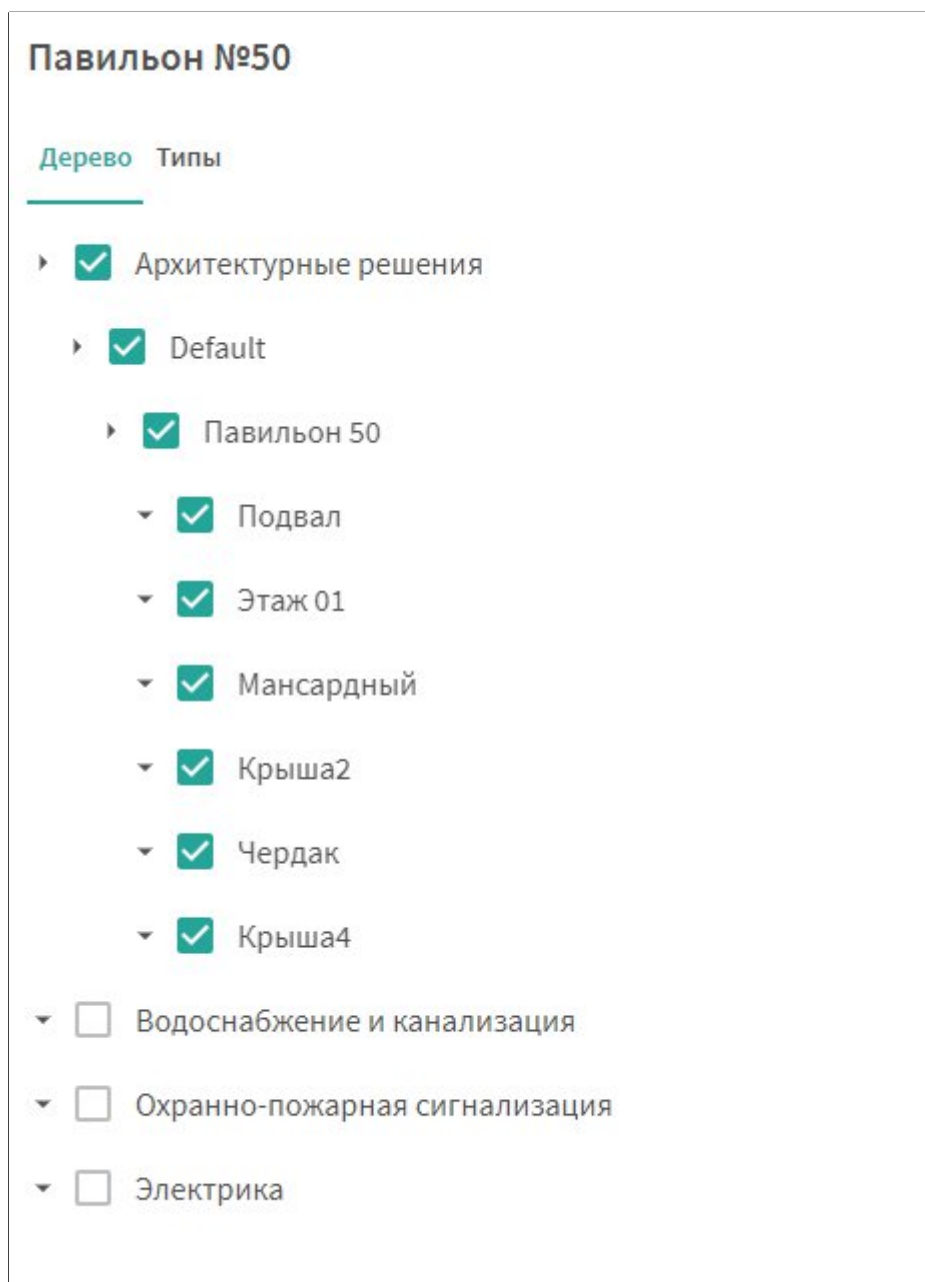 Павильон №50
Дерево Типы
Архитектурные решения
Default
Павильон 50
Подвал
Этаж 01
Мансардный
Крыша2
Чердак
Крыша4
Водоснабжение и канализация
Охранно-пожарная сигнализация
Электрика